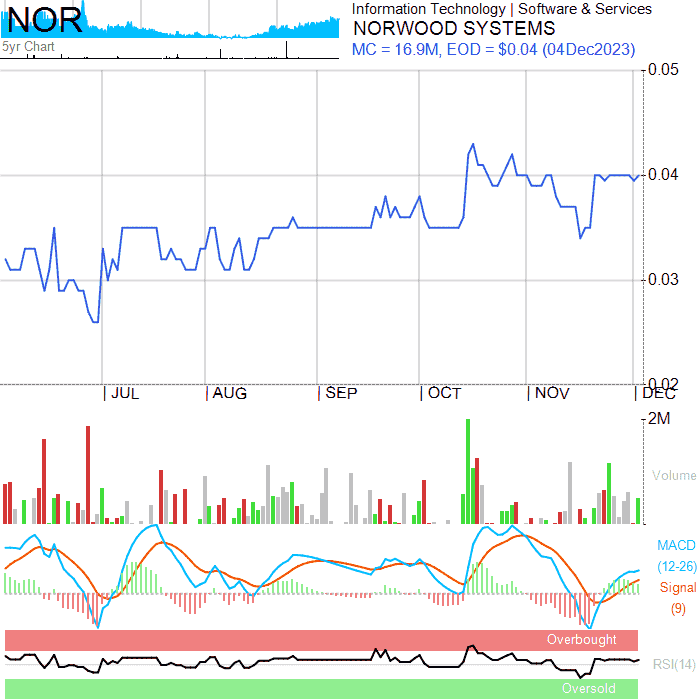 NOR
5yr Chart
Information Technology | Software & Services
NORWOOD SYSTEMS
MC = 16.9M, EOD = $0.04 (04Dec2023)
0.05
0.04
0.03
0.02
JUL AUG SEP OCT NOV DEC
2M
Volume
MACD
(12-26)
Signal
(9)
Overbought
RSI(14)
Oversold